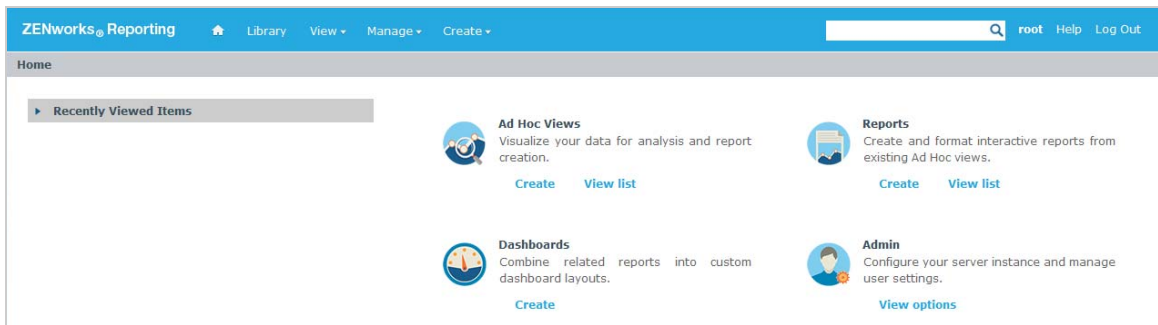 ZENworks® Reporting Library View Manage Create root Help Log Out
Home
Recently Viewed Items
Ad Hoc Views
Visualize your data for analysis and report
creation.
Create View list
Reports
Create and format interactive reports from
existing Ad Hoc views.
Create View list
Dashboards
Combine related reports into custom
dashboard layouts.
Create
Admin
Configure your server instance and manage
user settings.
View options